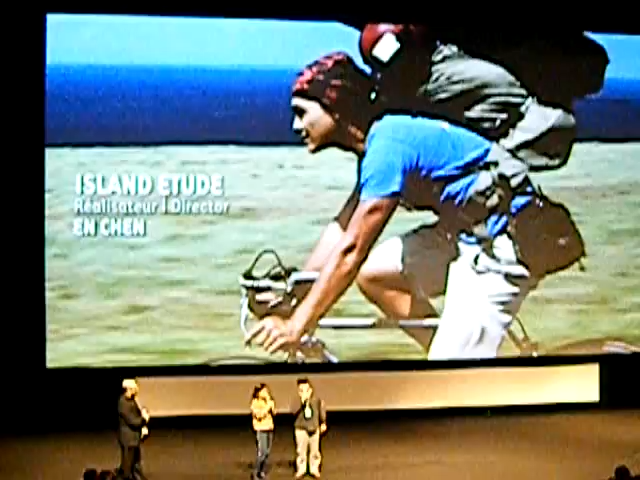 ISLAND ETUDE
Réalisateur | Director
EN CHEN